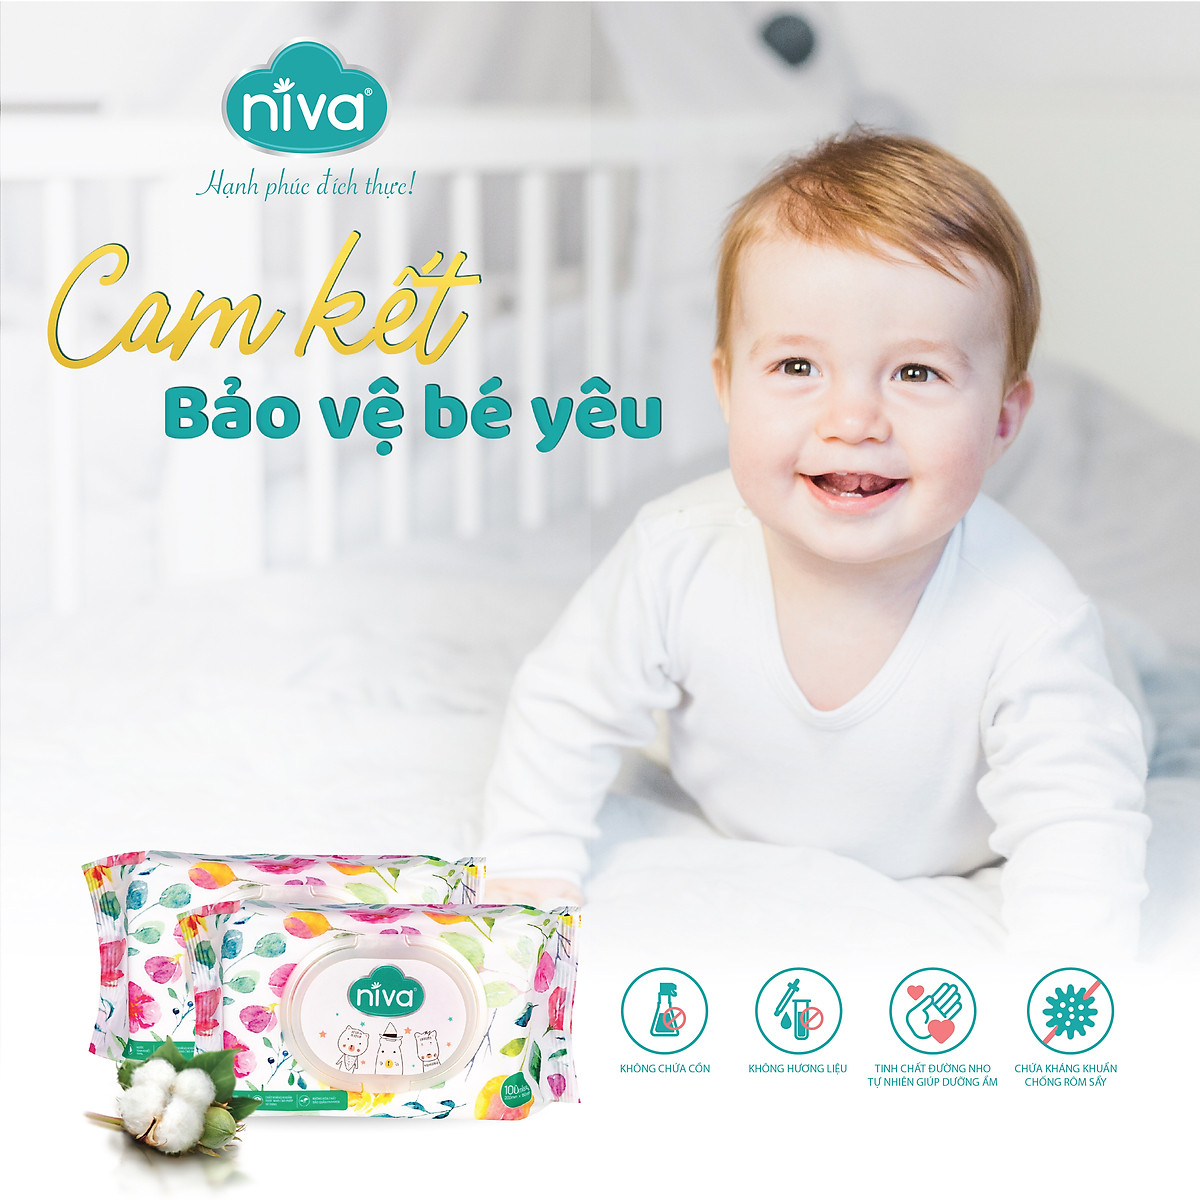 niva®
Hạnh phúc đích thực!
Cam kết
Bảo vệ bé yêu
niva®
100
KHÔNG CHỨA CỒN
KHÔNG HƯƠNG LIỆU
TINH CHẤT ĐƯỜNG NHO
TỰ NHIÊN GIÚP DƯỠNG ẨM
CHỨA KHÁNG KHUẨN
CHỐNG RÔM SẨY